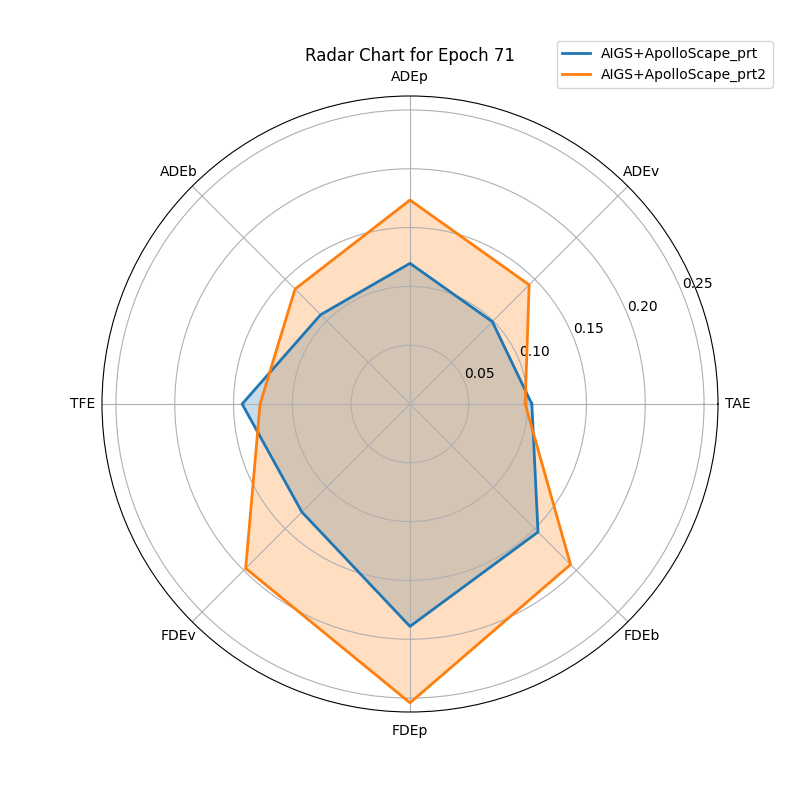 Radar Chart for Epoch 71
AIGS+ApolloScape_prt
AIGS+ApolloScape_prt2
ADEp
ADEb
ADEv
0.25
0.20
0.15
0.10
0.05
TFE
TAE
FDEv
FDEb
FDEp